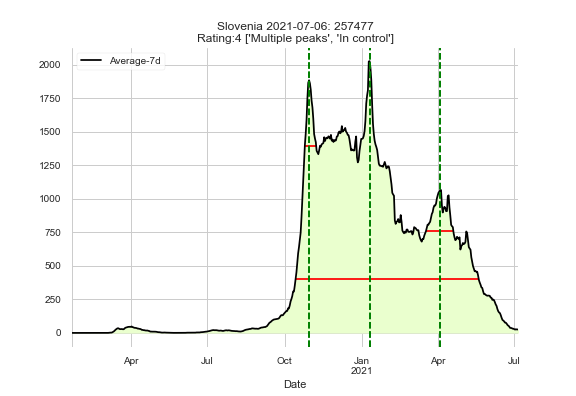 Slovenia 2021-07-06: 257477
Rating:4 ['Multiple peaks', 'In control']
Average-7d
2000
1750
1500
1250
1000
750
500
250
0
Apr
Jul
Oct
Jan
2021
Apr
Jul
Date